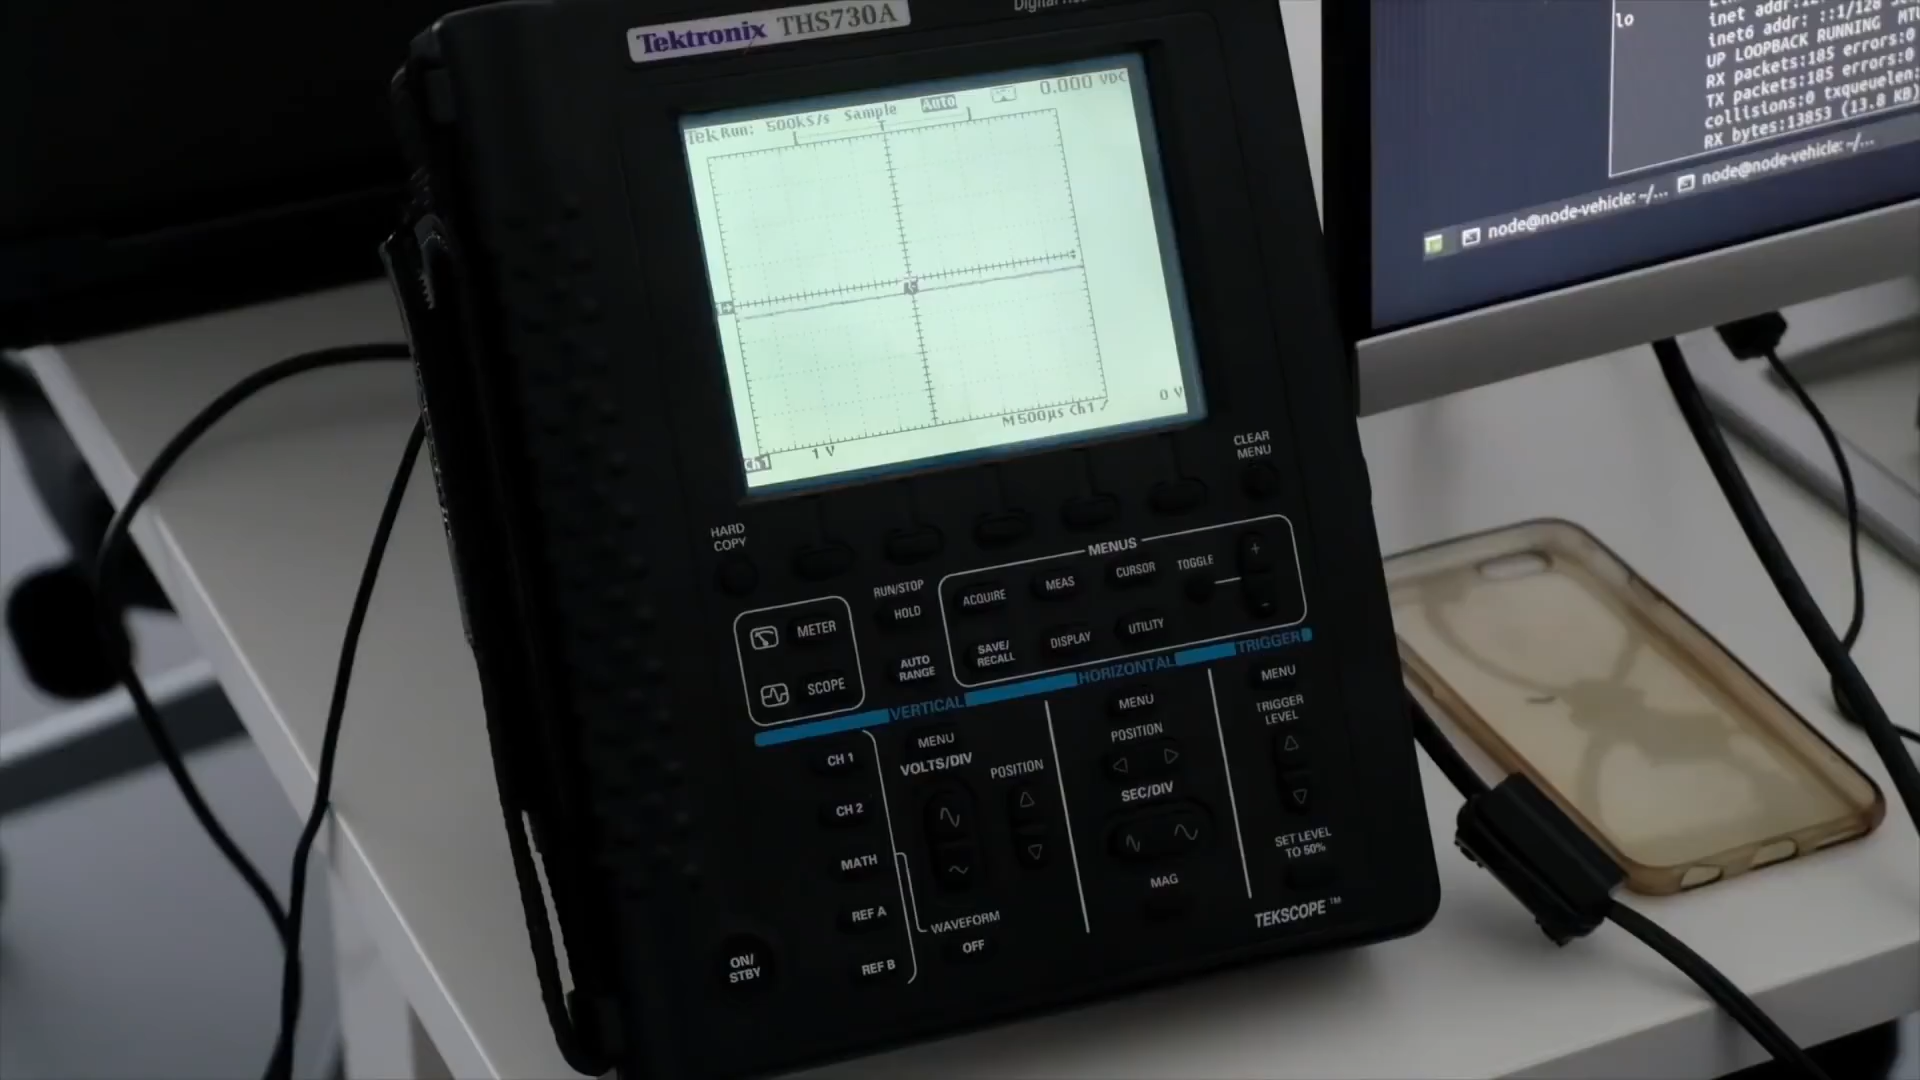 Tektronix THS730A
Digital
Tek Run: 500kS/s Sample Auto
0.000 VDC
Ch1 1 V
M 500µs Ch1
0 V
HARD
COPY
CLEAR
MENU
MENUS
ACQUIRE
MEAS
CURSOR
TOGGLE
+
-
SAVE/
RECALL
DISPLAY
UTILITY
RUN/STOP
HOLD
AUTO
RANGE
METER
SCOPE
VERTICAL
HORIZONTAL
TRIGGER
CH 1
CH 2
MATH
REF A
REF B
MENU
VOLTS/DIV
POSITION
WAVEFORM
OFF
MENU
POSITION
SEC/DIV
MAG
MENU
TRIGGER
LEVEL
SET LEVEL
TO 50%
ON/
STBY
TEKSCOPE ™
lo
inet addr:
inet6 addr: ::1/128
UP LOOPBACK RUNNING
RX packets:185 errors:0
TX packets:185 errors:0
collisions:0 txqueuelen:
RX bytes:13853 (13.8 KB)
node@node-vehicle: ~/...
node@node-vehicle: ~/...